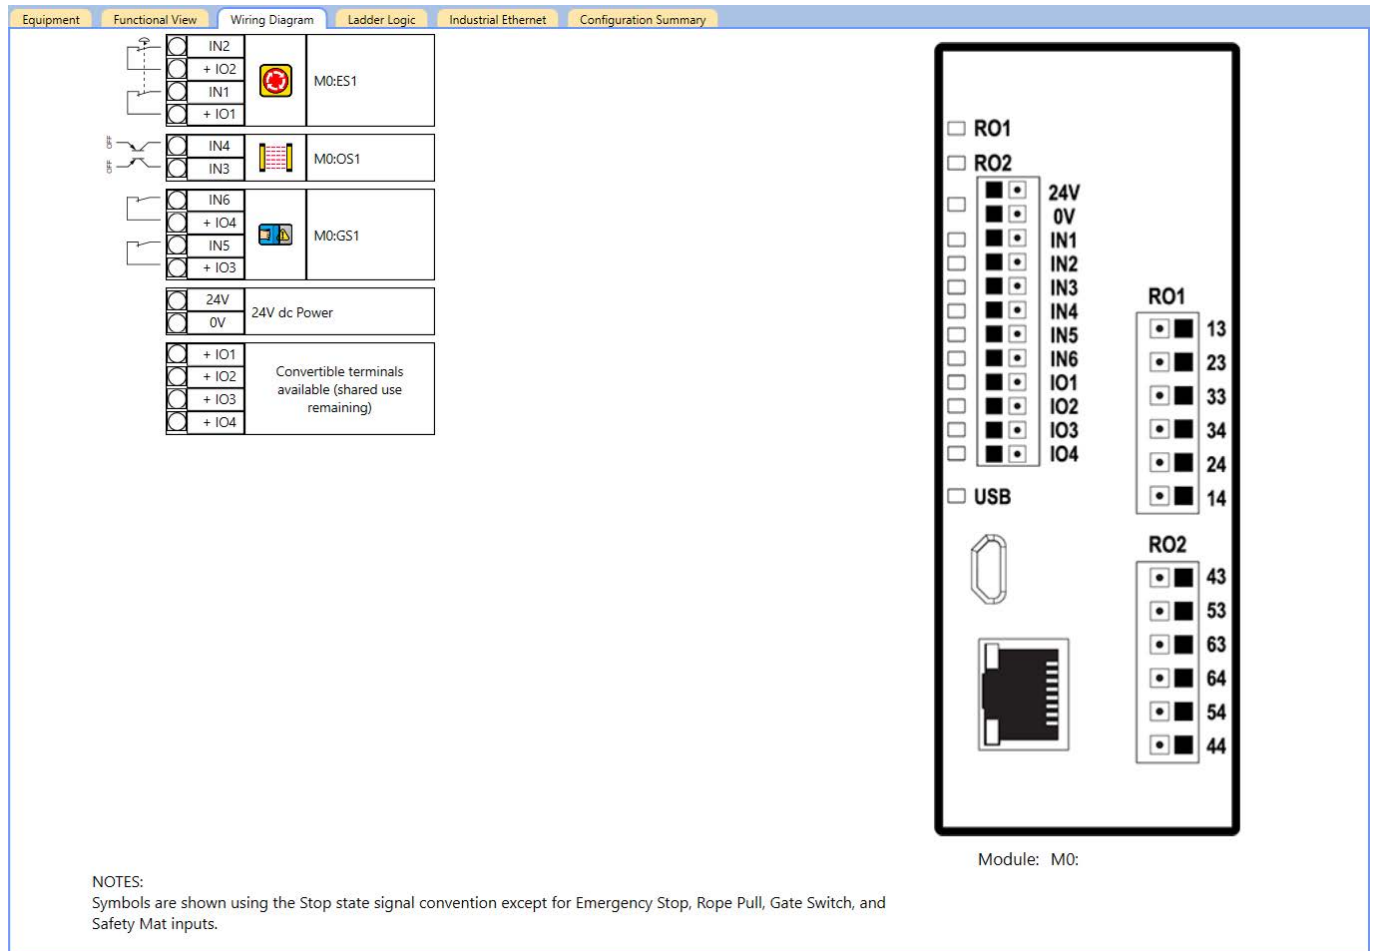 Equipment
Functional View
Wiring Diagram
Ladder Logic
Industrial Ethernet
Configuration Summary
IN2
+ IO2
IN1
+ IO1
M0:ES1
OFF
OFF
IN4
IN3
M0:OS1
IN6
+ IO4
IN5
+ IO3
M0:GS1
24V
0V
24V dc Power
+ IO1
+ IO2
+ IO3
+ IO4
Convertible terminals
available (shared use
remaining)
RO1
RO2
24V
0V
IN1
IN2
IN3
IN4
IN5
IN6
IO1
IO2
IO3
IO4
USB
RO1
13
23
33
34
24
14
RO2
43
53
63
64
54
44
Module: M0:
NOTES:
Symbols are shown using the Stop state signal convention except for Emergency Stop, Rope Pull, Gate Switch, and
Safety Mat inputs.